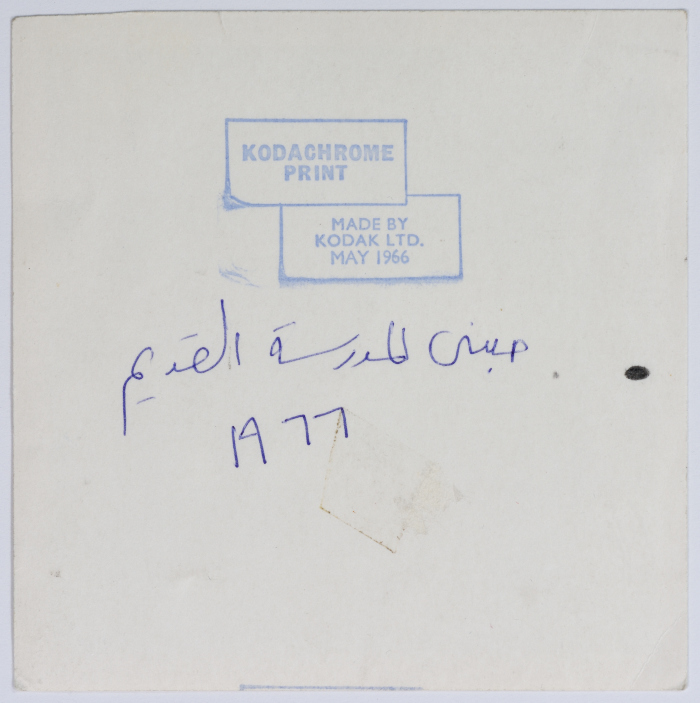 KODACHROME
PRINT
MADE BY
KODAK LTD.
MAY 1966
مبنى المدرسة القديم
١٩٦٦